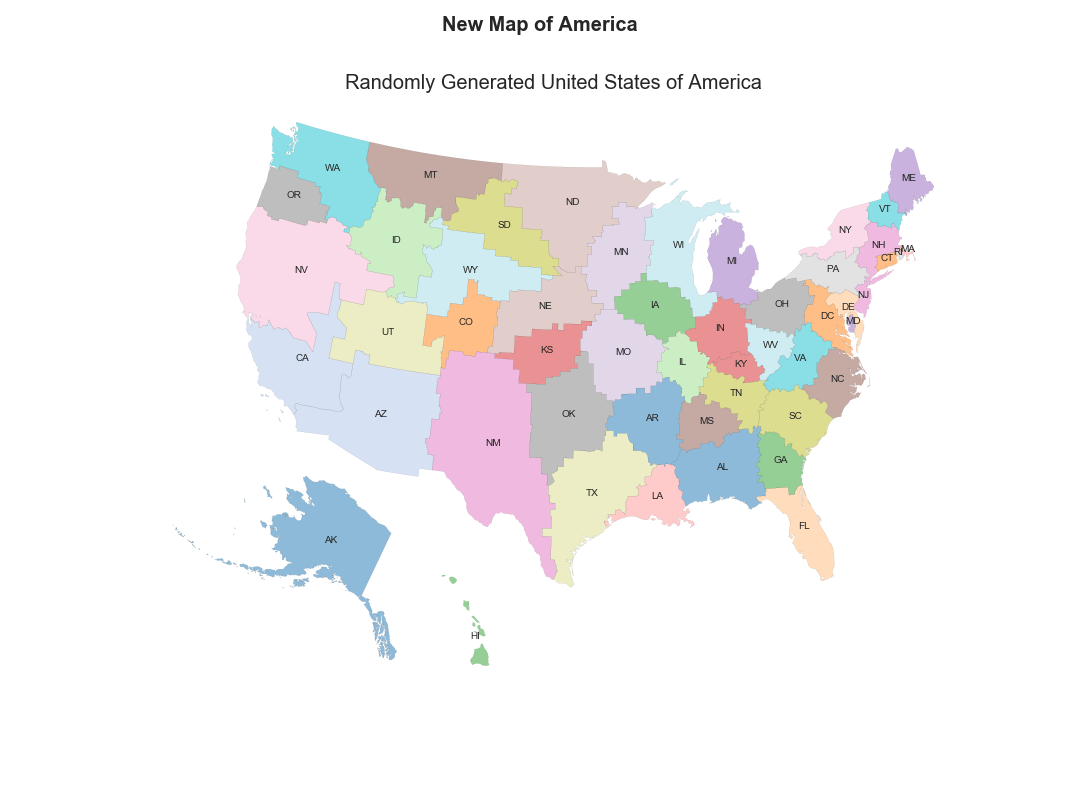 New Map of America
Randomly Generated United States of America
WA
MT
ME
OR
ND
VT
SD
NY
ID
MN
WI
NH
MA
RI
CT
NV
WY
MI
PA
NJ
IA
OH
DE
NE
DC
MD
CO
UT
IN
WV
KS
MO
VA
CA
IL
KY
NC
TN
AZ
OK
AR
MS
SC
NM
GA
AL
TX
LA
FL
AK
HI